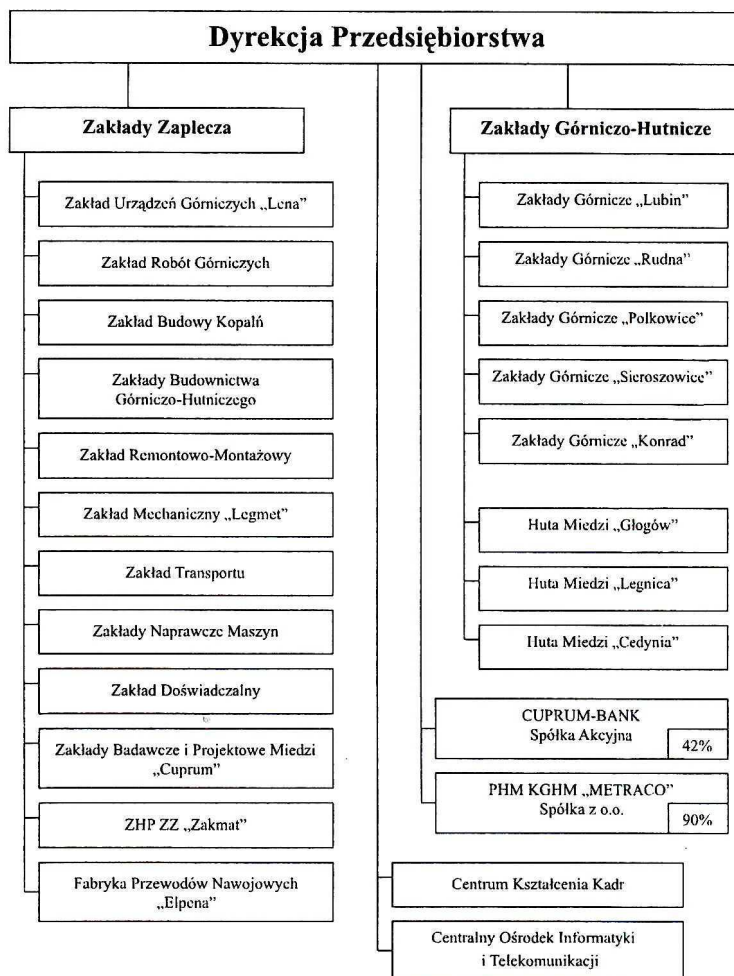 Dyrekcja Przedsiębiorstwa
Zakłady Zaplecza
Zakład Urządzeń Górniczych „Lena”
Zakład Robót Górniczych
Zakład Budowy Kopalń
Zakłady Budownictwa
Górniczo-Hutniczego
Zakład Remontowo-Montażowy
Zakład Mechaniczny „Legmet”
Zakład Transportu
Zakłady Naprawcze Maszyn
Zakład Doświadczalny
Zakłady Badawcze i Projektowe Miedzi
„Cuprum”
ZHP ZZ „Zakmat”
Fabryka Przewodów Nawojowych
„Elpena”
Zakłady Górniczo-Hutnicze
Zakłady Górnicze „Lubin”
Zakłady Górnicze „Rudna”
Zakłady Górnicze „Polkowice”
Zakłady Górnicze „Sieroszowice”
Zakłady Górnicze „Konrad”
Huta Miedzi „Głogów”
Huta Miedzi „Legnica”
Huta Miedzi „Cedynia”
CUPRUM-BANK
Spółka Akcyjna
42%
PHM KGHM „METRACO”
Spółka z o.o.
90%
Centrum Kształcenia Kadr
Centralny Ośrodek Informatyki
i Telekomunikacji